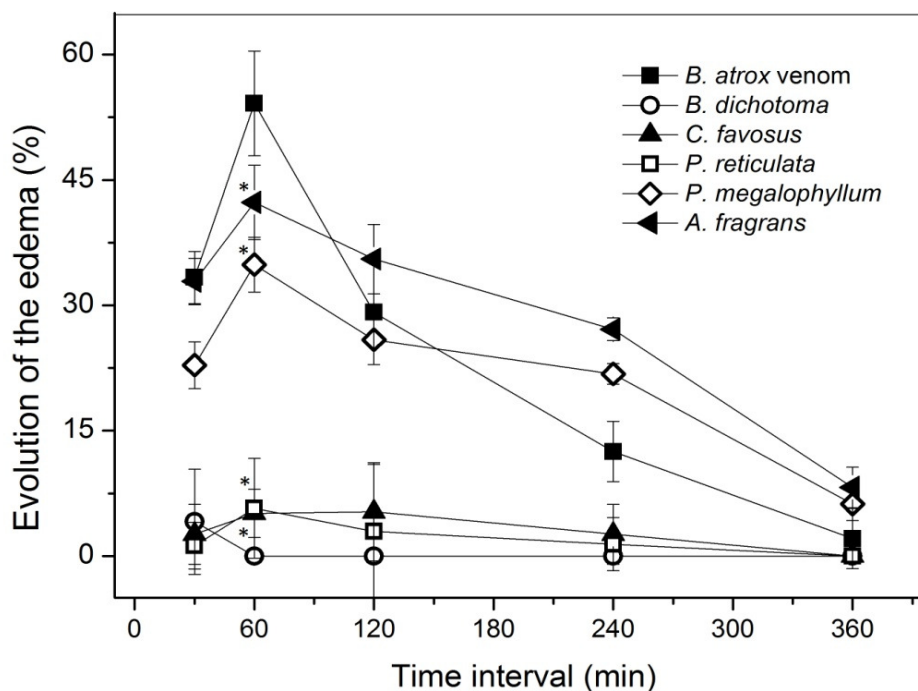 Evolution of the edema (%)
60
45
30
15
0
B. atrox venom
B. dichotoma
C. favosus
P. reticulata
P. megalophyllum
A. fragrans
*
*
*
*
0 60 120 180 240 300 360
Time interval (min)